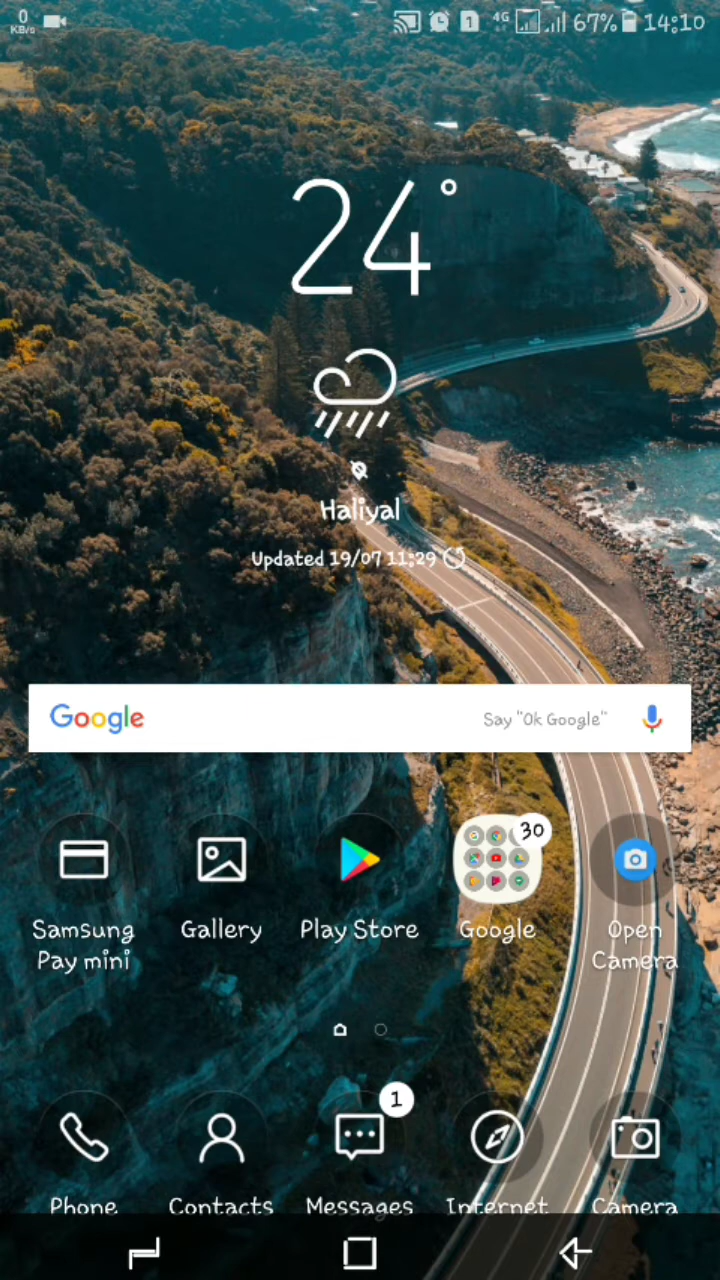 0
KB/s
1 4G 67% 14:10
24°
Haliyal
Updated 19/07 11:29
Google Say "Ok Google"
30
Samsung
Pay mini
Gallery
Play Store
Google
Open
Camera
1
Phone
Contacts
Messages
Internet
Camera